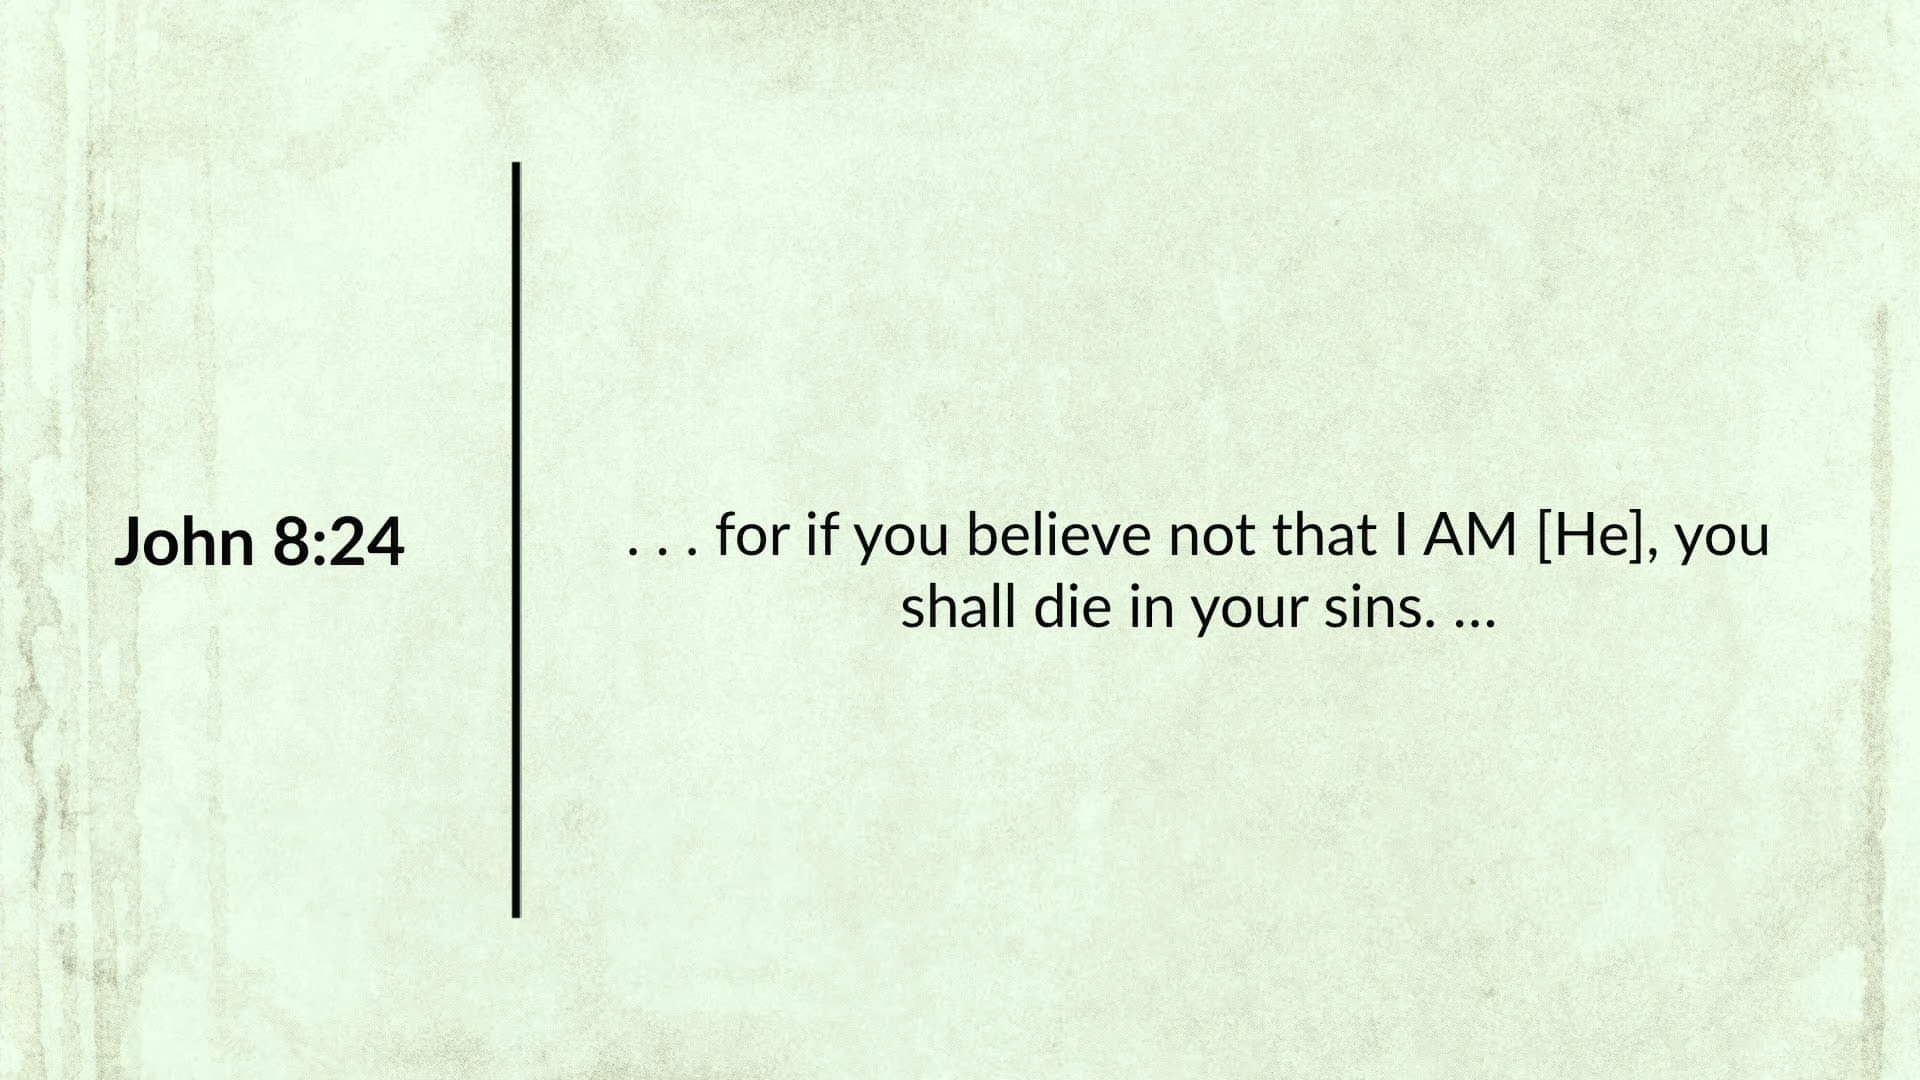 John 8:24
. . . for if you believe not that I AM [He], you
shall die in your sins. ...